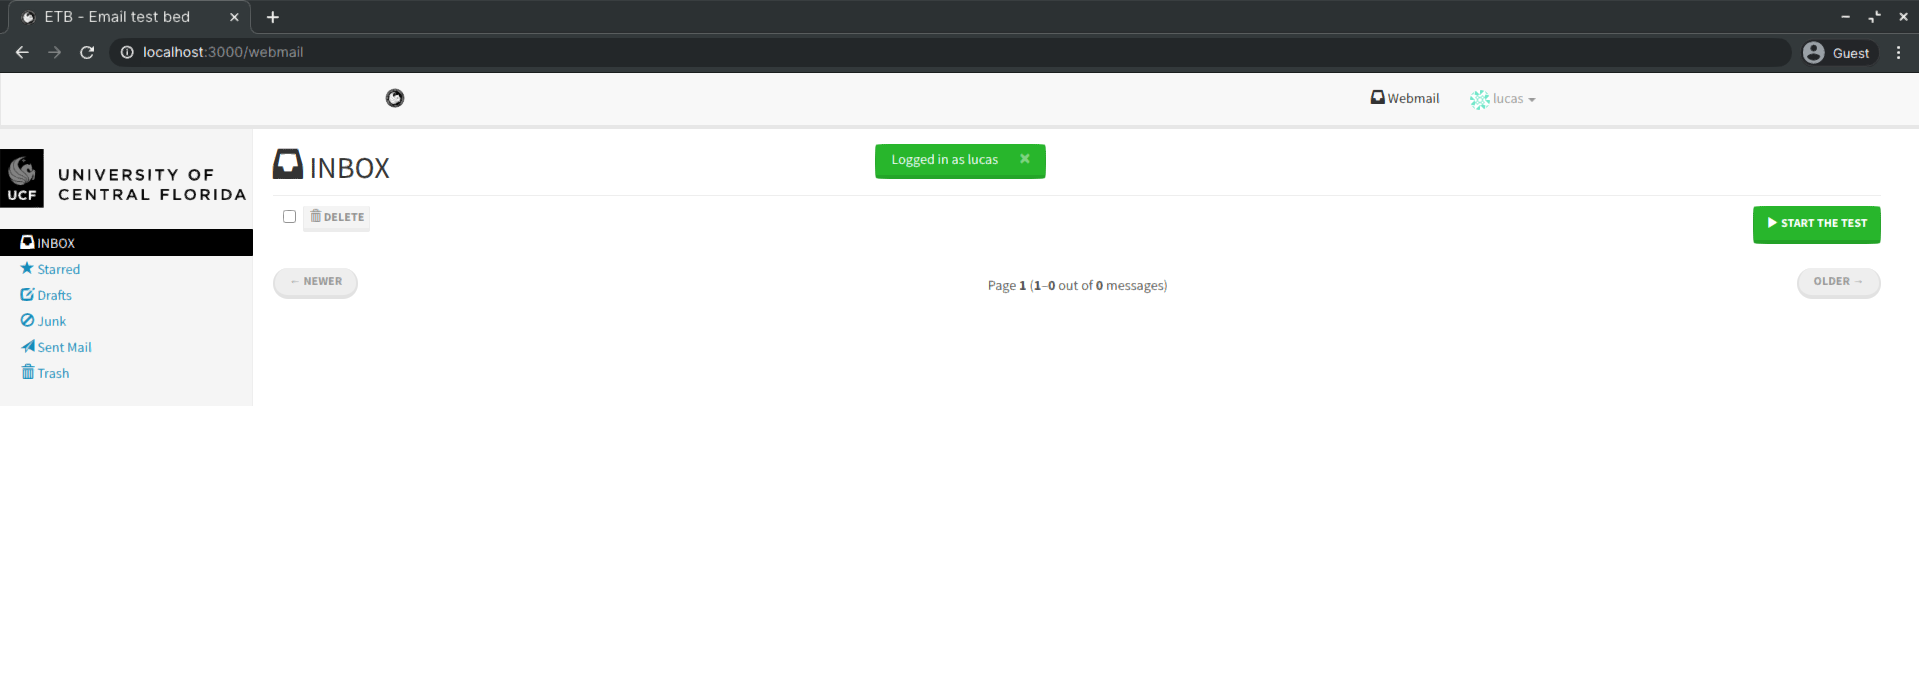 ETB - Email test bed
localhost:3000/webmail
Guest
Webmail
lucas
UCF
UNIVERSITY OF
CENTRAL FLORIDA
INBOX
Starred
Drafts
Junk
Sent Mail
Trash
INBOX
Logged in as lucas ×
DELETE
START THE TEST
← NEWER
Page 1 (1–0 out of 0 messages)
OLDER →